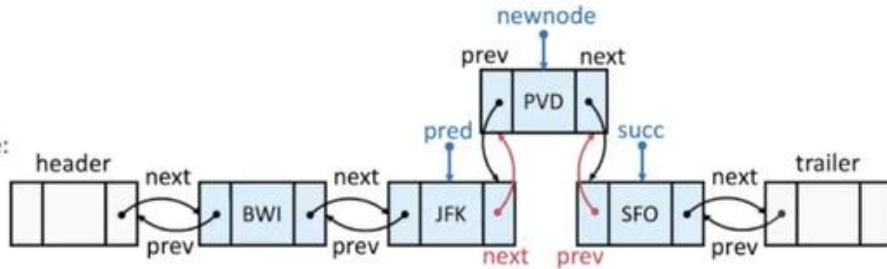 newnode
prev next
PVD
pred succ
e:
header trailer
next next next
BWI JFK SFO
prev prev next prev prev